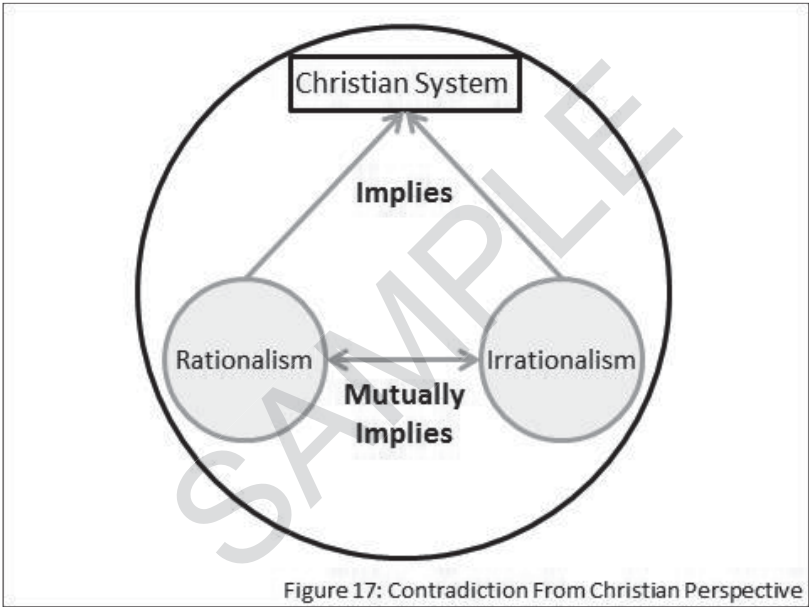 Christian System
Implies
Rationalism
Irrationalism
Mutually
Implies
SAMPLE
Figure 17: Contradiction From Christian Perspective